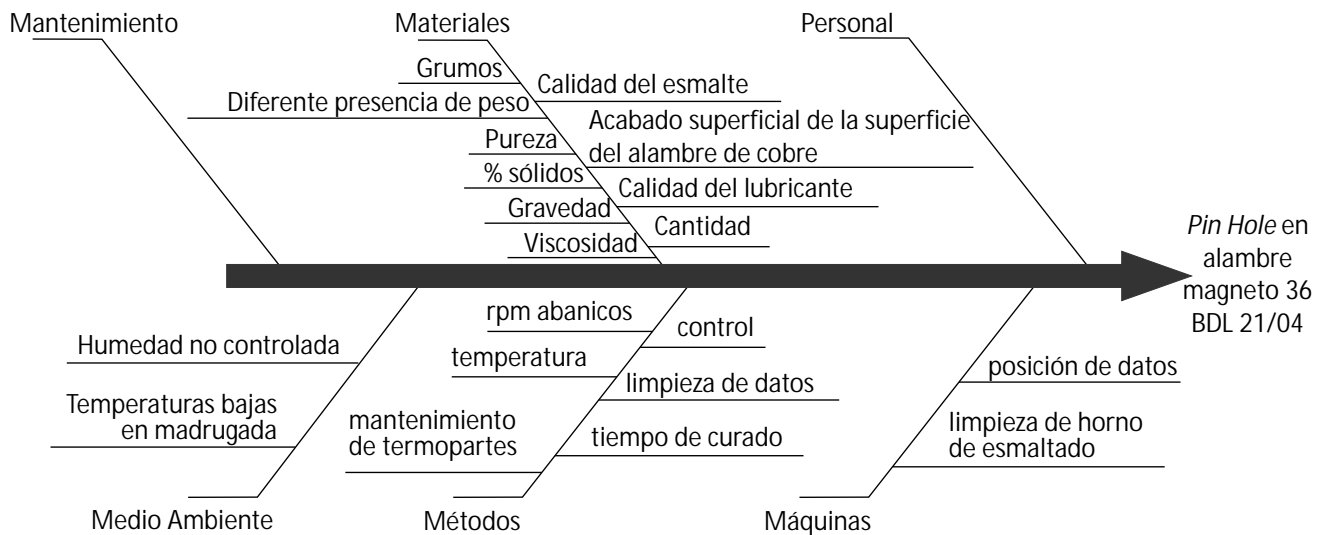 Mantenimiento
Materiales
Personal
Grumos
Calidad del esmalte
Diferente presencia de peso
Acabado superficial de la superficie
del alambre de cobre
Pureza
% sólidos
Calidad del lubricante
Gravedad
Cantidad
Viscosidad
Pin Hole en
alambre
magneto 36
BDL 21/04
rpm abanicos
control
Humedad no controlada
temperatura
posición de datos
limpieza de datos
Temperaturas bajas
en madrugada
mantenimiento
de termopartes
tiempo de curado
limpieza de horno
de esmaltado
Medio Ambiente
Métodos
Máquinas